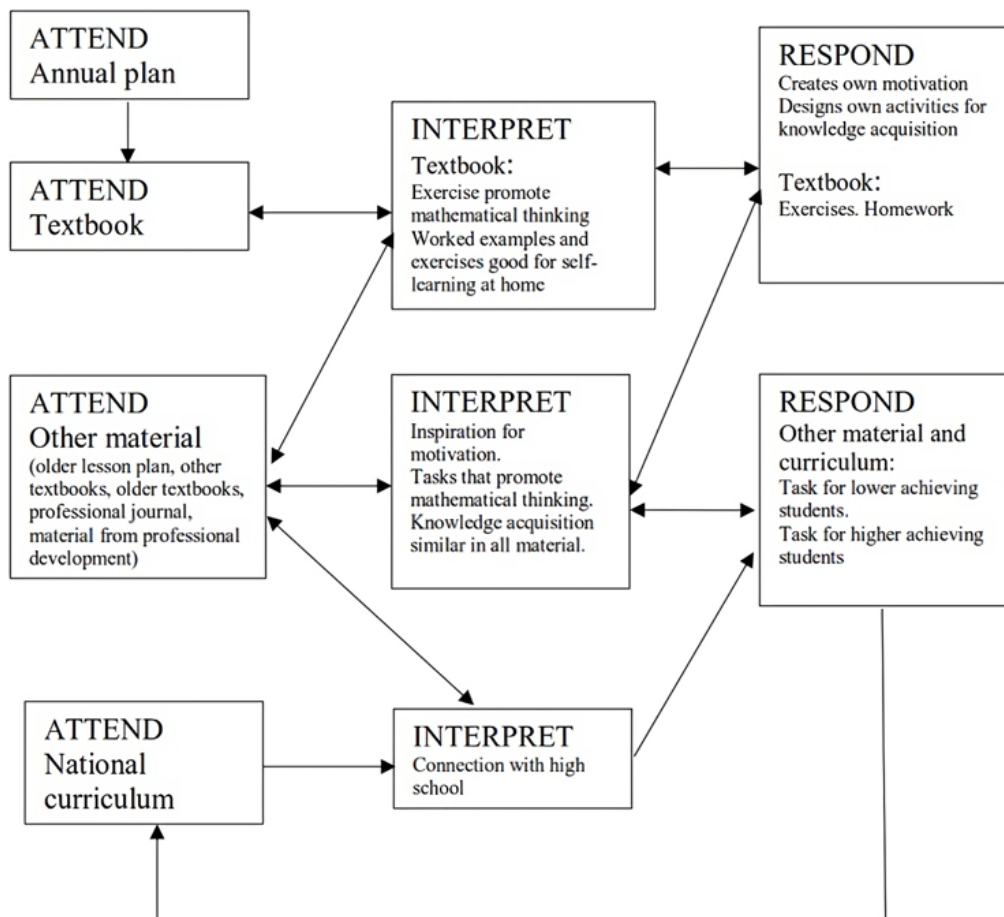 ATTEND
Annual plan
ATTEND
Textbook
INTERPRET
Textbook:
Exercise promote
mathematical thinking
Worked examples and
exercises good for self-
learning at home
RESPOND
Creates own motivation
Designs own activities for
knowledge acquisition
Textbook:
Exercises. Homework
ATTEND
Other material
(older lesson plan, other
textbooks, older textbooks,
professional journal,
material from professional
development)
INTERPRET
Inspiration for
motivation.
Tasks that promote
mathematical thinking.
Knowledge acquisition
similar in all material.
RESPOND
Other material and
curriculum:
Task for lower achieving
students.
Task for higher achieving
students
ATTEND
National
curriculum
INTERPRET
Connection with high
school